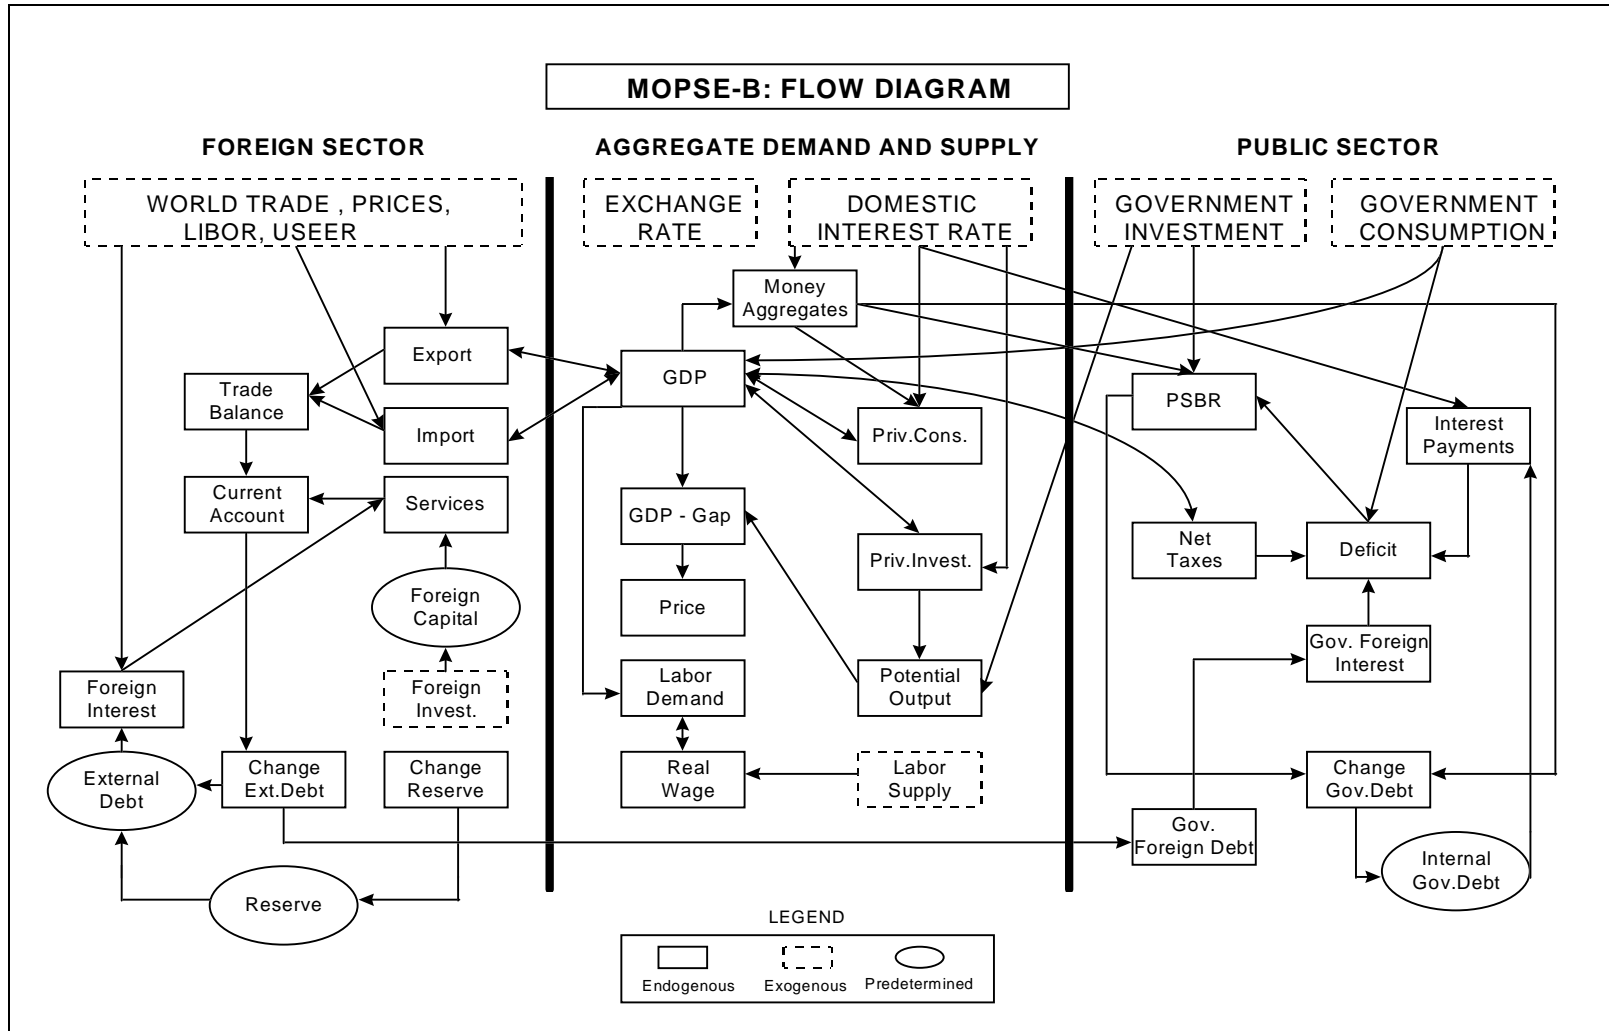 MOPSE-B: FLOW DIAGRAM
FOREIGN SECTOR
AGGREGATE DEMAND AND SUPPLY
PUBLIC SECTOR
WORLD TRADE , PRICES,
LIBOR, USEER
EXCHANGE
RATE
DOMESTIC
INTEREST RATE
GOVERNMENT
INVESTMENT
GOVERNMENT
CONSUMPTION
Export
Trade
Balance
Import
Current
Account
Services
Foreign
Capital
Foreign
Interest
Foreign
Invest.
External
Debt
Change
Ext.Debt
Change
Reserve
Reserve
Money
Aggregates
GDP
Priv.Cons.
GDP - Gap
Priv.Invest.
Price
Labor
Demand
Potential
Output
Real
Wage
Labor
Supply
PSBR
Interest
Payments
Net
Taxes
Deficit
Gov. Foreign
Interest
Change
Gov.Debt
Gov.
Foreign Debt
Internal
Gov.Debt
LEGEND
Endogenous
Exogenous
Predetermined